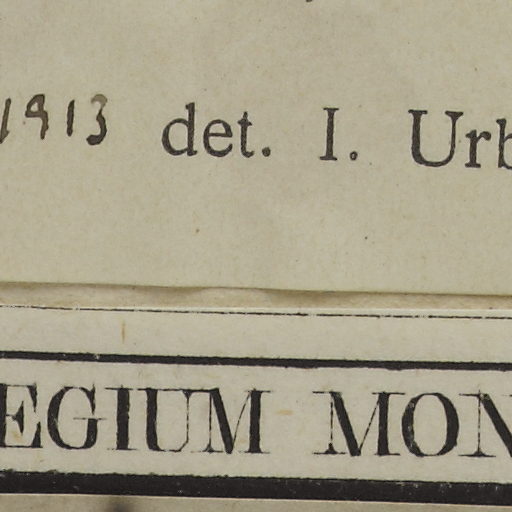 1913 det. I. Urb
EGIUM MON